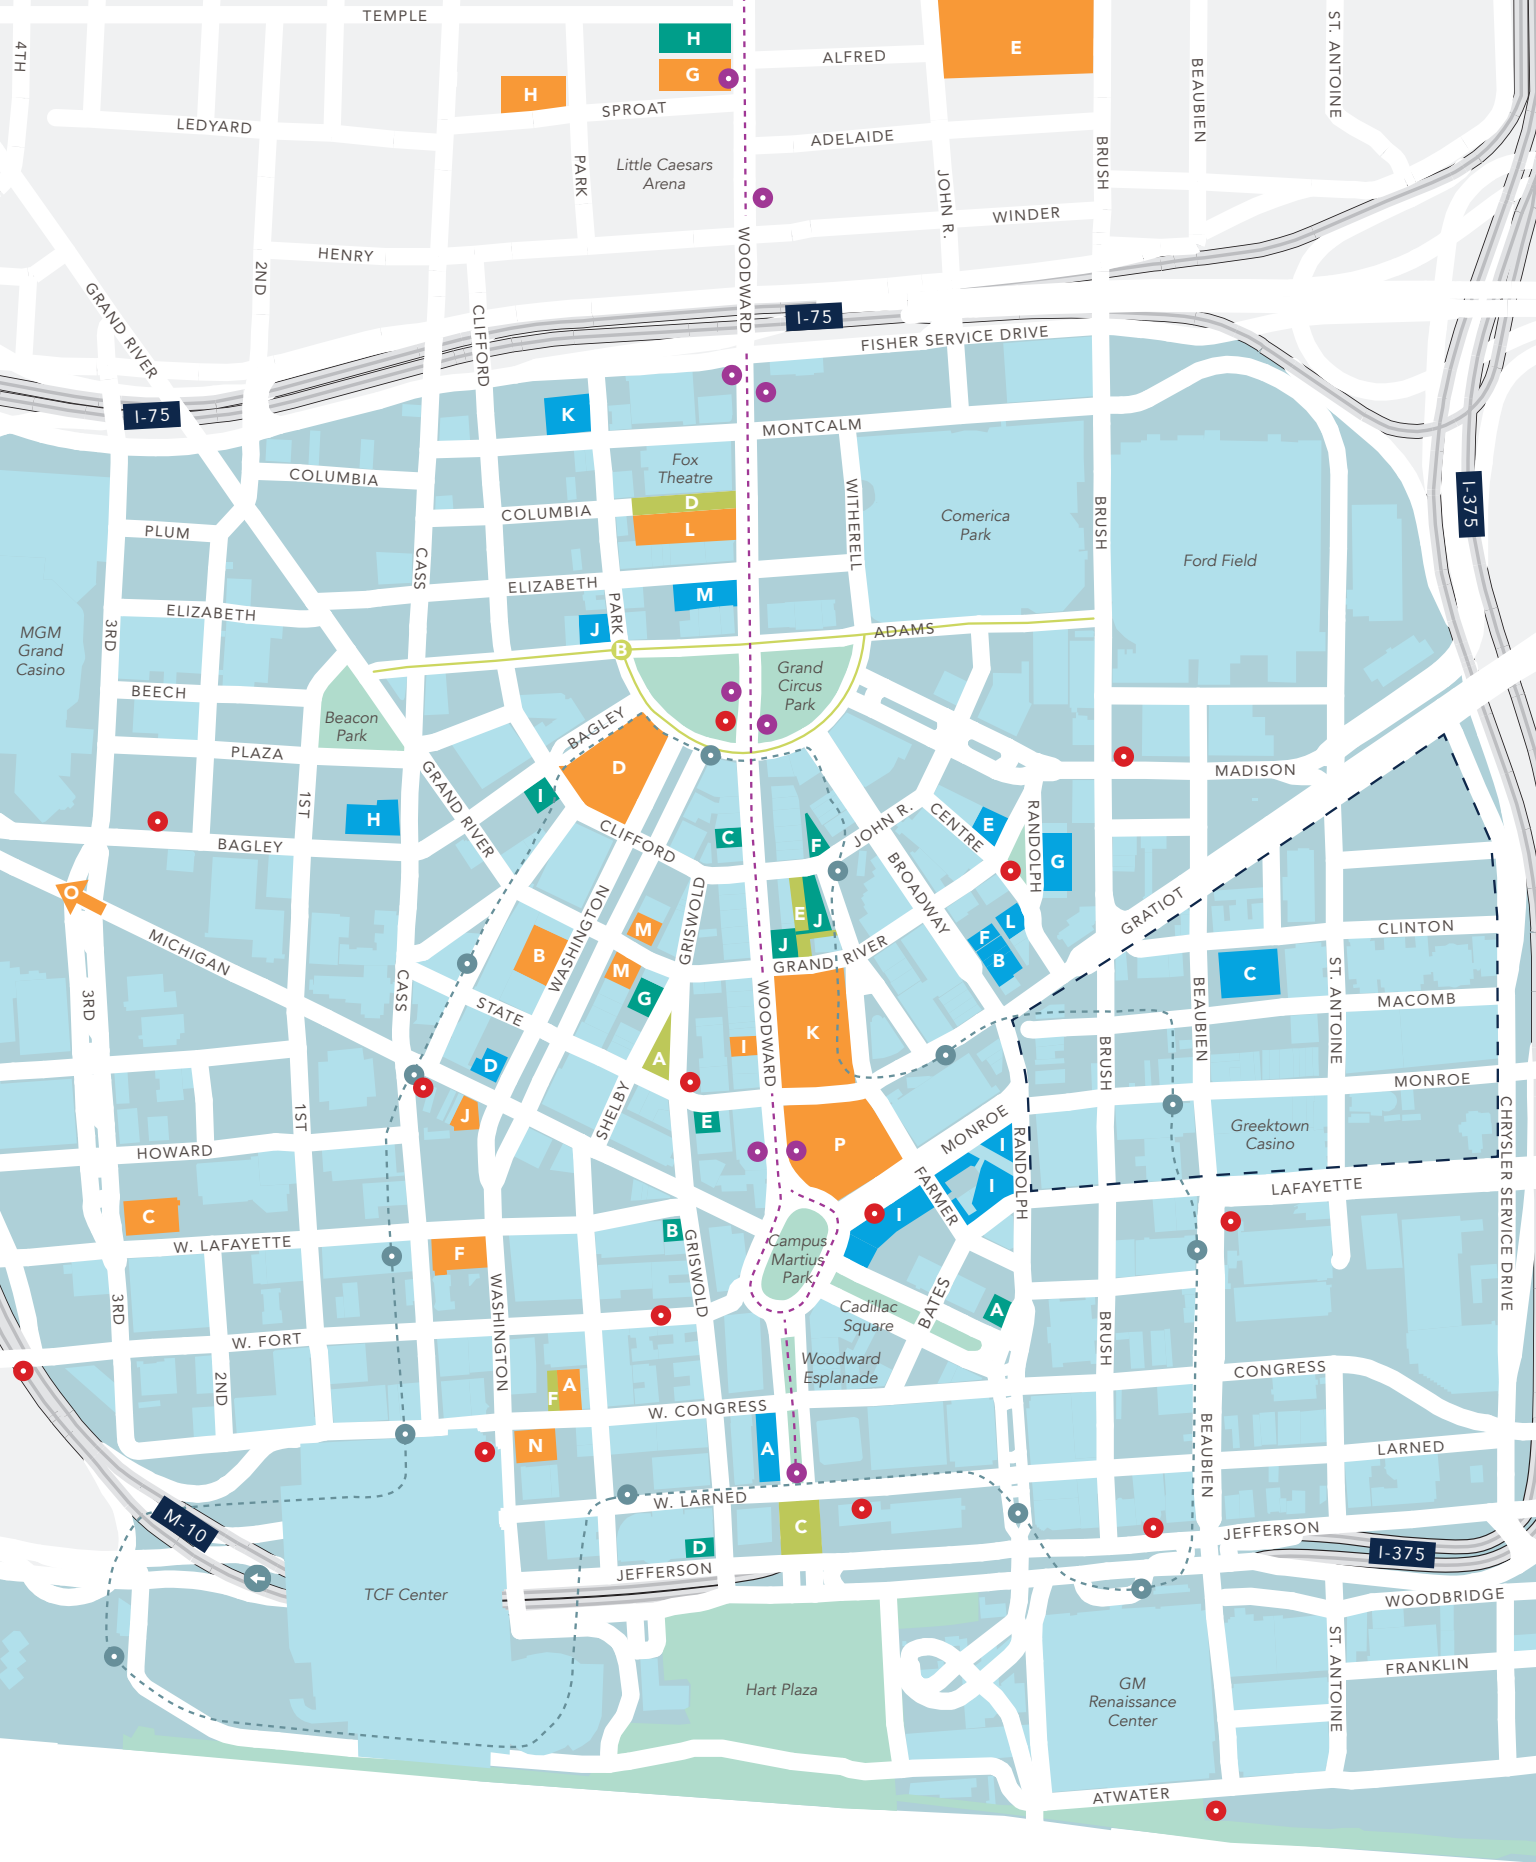 TEMPLE
4TH
H
G
ALFRED
E
ST. ANTOINE
BEAUBIEN
H
SPROAT
LEDYARD
ADELAIDE
PARK
Little Caesars
Arena
BRUSH
JOHN R.
WINDER
HENRY
2ND
WOODWARD
GRAND RIVER
CLIFFORD
I-75
FISHER SERVICE DRIVE
I-75
K
MONTCALM
COLUMBIA
Fox
Theatre
WITHERELL
I-375
D
COLUMBIA
L
Comerica
Park
BRUSH
PLUM
Ford Field
CASS
ELIZABETH
M
ELIZABETH
PARK
J
3RD
MGM
Grand
Casino
ADAMS
B
Grand
Circus
Park
BEECH
Beacon
Park
BAGLEY
PLAZA
D
MADISON
GRAND RIVER
I
1ST
H
BAGLEY
CLIFFORD
C
F
JOHN R.
CENTRE
E
RANDOLPH
G
BROADWAY
O
GRISWOLD
WASHINGTON
E
J
L
GRATIOT
M
F
CLINTON
J
MICHIGAN
B
GRAND RIVER
B
M
C
CASS
3RD
G
STATE
WOODWARD
BEAUBIEN
ST. ANTOINE
MACOMB
K
I
A
D
BRUSH
MONROE
J
1ST
SHELBY
E
CHRYSLER SERVICE DRIVE
P
MONROE
RANDOLPH
I
Greektown
Casino
HOWARD
FARMER
I
LAFAYETTE
C
I
B
W. LAFAYETTE
F
GRISWOLD
Campus
Martius
Park
WASHINGTON
3RD
BATES
A
Cadillac
Square
BRUSH
W. FORT
Woodward
Esplanade
2ND
F
A
CONGRESS
W. CONGRESS
BEAUBIEN
N
A
LARNED
W. LARNED
M-10
C
JEFFERSON
D
I-375
JEFFERSON
TCF Center
WOODBRIDGE
ST. ANTOINE
FRANKLIN
Hart Plaza
GM
Renaissance
Center
ATWATER